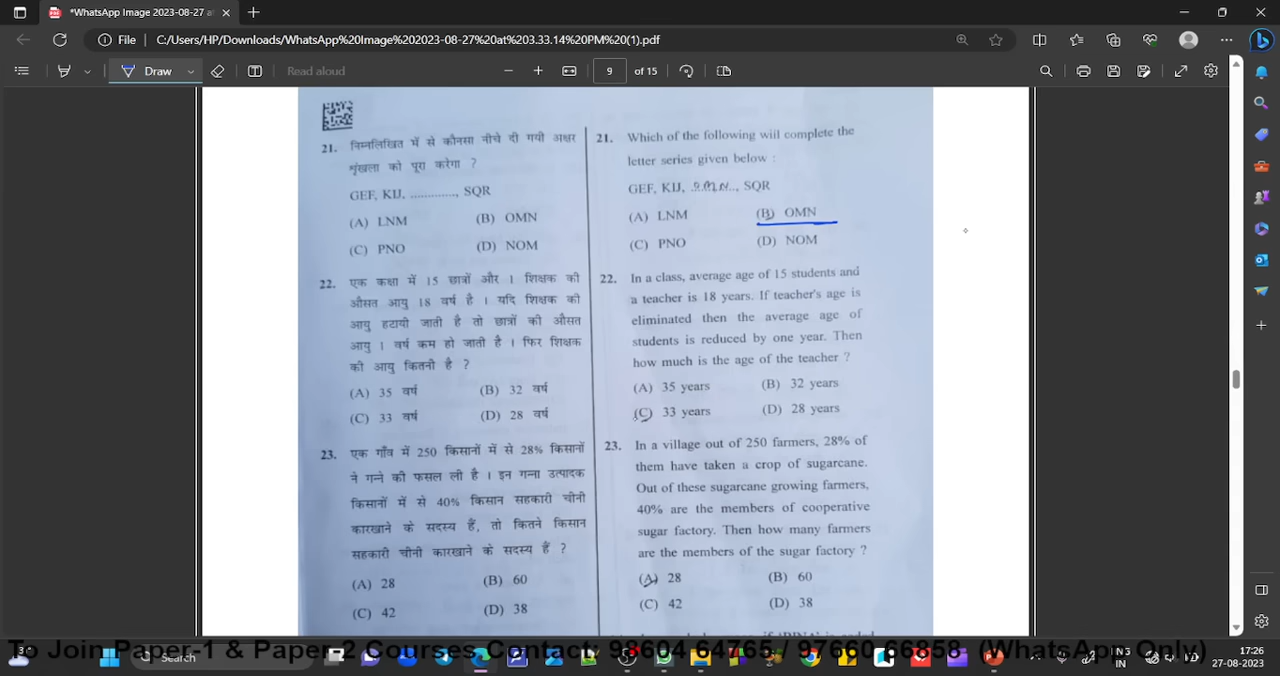 *WhatsApp Image 2023-08-27 at
File
C:/Users/HP/Downloads/WhatsApp%20Image%202023-08-27%20at%203.33.14%20PM%20(1).pdf
Draw
Read aloud
9
of 15
21. निम्नलिखित में से कौनसा नीचे दी गयी अक्षर
शृंखला को पूरा करेगा ?
GEF, KIJ, ............., SQR
(A) LNM (B) OMN
(C) PNO (D) NOM
22. एक कक्षा में 15 छात्रों और 1 शिक्षक की
औसत आयु 18 वर्ष है । यदि शिक्षक की
आयु हटायी जाती है तो छात्रों की औसत
आयु 1 वर्ष कम हो जाती है । फिर शिक्षक
की आयु कितनी है ?
(A) 35 वर्ष (B) 32 वर्ष
(C) 33 वर्ष (D) 28 वर्ष
23. एक गाँव में 250 किसानों में से 28% किसानों
ने गन्ने की फसल ली है । इन गन्ना उत्पादक
किसानों में से 40% किसान सहकारी चीनी
कारखाने के सदस्य हैं, तो कितने किसान
सहकारी चीनी कारखाने के सदस्य हैं ?
(A) 28 (B) 60
(C) 42 (D) 38
21. Which of the following will complete the
letter series given below :
GEF, KIJ, OMN, SQR
(A) LNM (B) OMN
(C) PNO (D) NOM
22. In a class, average age of 15 students and
a teacher is 18 years. If teacher's age is
eliminated then the average age of
students is reduced by one year. Then
how much is the age of the teacher ?
(A) 35 years (B) 32 years
(C) 33 years (D) 28 years
23. In a village out of 250 farmers, 28% of
them have taken a crop of sugarcane.
Out of these sugarcane growing farmers,
40% are the members of cooperative
sugar factory. Then how many farmers
are the members of the sugar factory ?
(A) 28 (B) 60
(C) 42 (D) 38
To Join Paper-1 & Paper-2 Courses Contact: 98604 64765 / 97660 66858 (WhatsApp Only)
Search
ENG
IN
17:26
27-08-2023